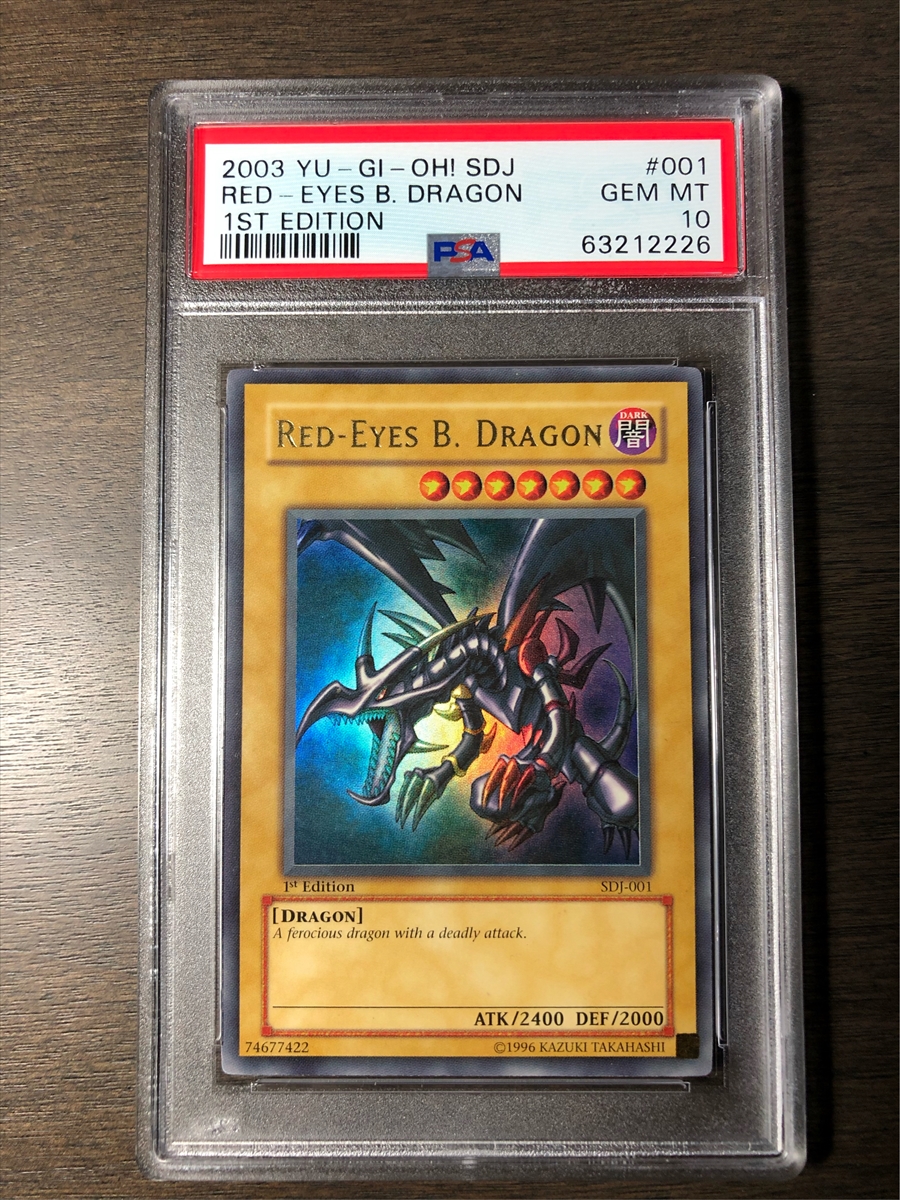 2003 YU-GI-OH! SDJ #001
RED-EYES B. DRAGON GEM MT
1ST EDITION 10
PSA 63212226
RED-EYES B. DRAGON
DARK
闇
1st Edition SDJ-001
[DRAGON]
A ferocious dragon with a deadly attack.
ATK/2400 DEF/2000
74677422 ©1996 KAZUKI TAKAHASHI